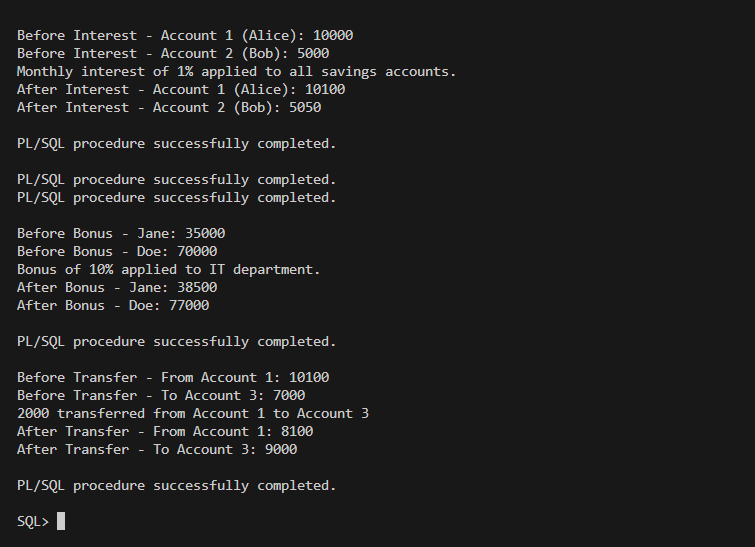 Before Interest - Account 1 (Alice): 10000
Before Interest - Account 2 (Bob): 5000
Monthly interest of 1% applied to all savings accounts.
After Interest - Account 1 (Alice): 10100
After Interest - Account 2 (Bob): 5050
PL/SQL procedure successfully completed.
PL/SQL procedure successfully completed.
PL/SQL procedure successfully completed.
Before Bonus - Jane: 35000
Before Bonus - Doe: 70000
Bonus of 10% applied to IT department.
After Bonus - Jane: 38500
After Bonus - Doe: 77000
PL/SQL procedure successfully completed.
Before Transfer - From Account 1: 10100
Before Transfer - To Account 3: 7000
2000 transferred from Account 1 to Account 3
After Transfer - From Account 1: 8100
After Transfer - To Account 3: 9000
PL/SQL procedure successfully completed.
SQL>